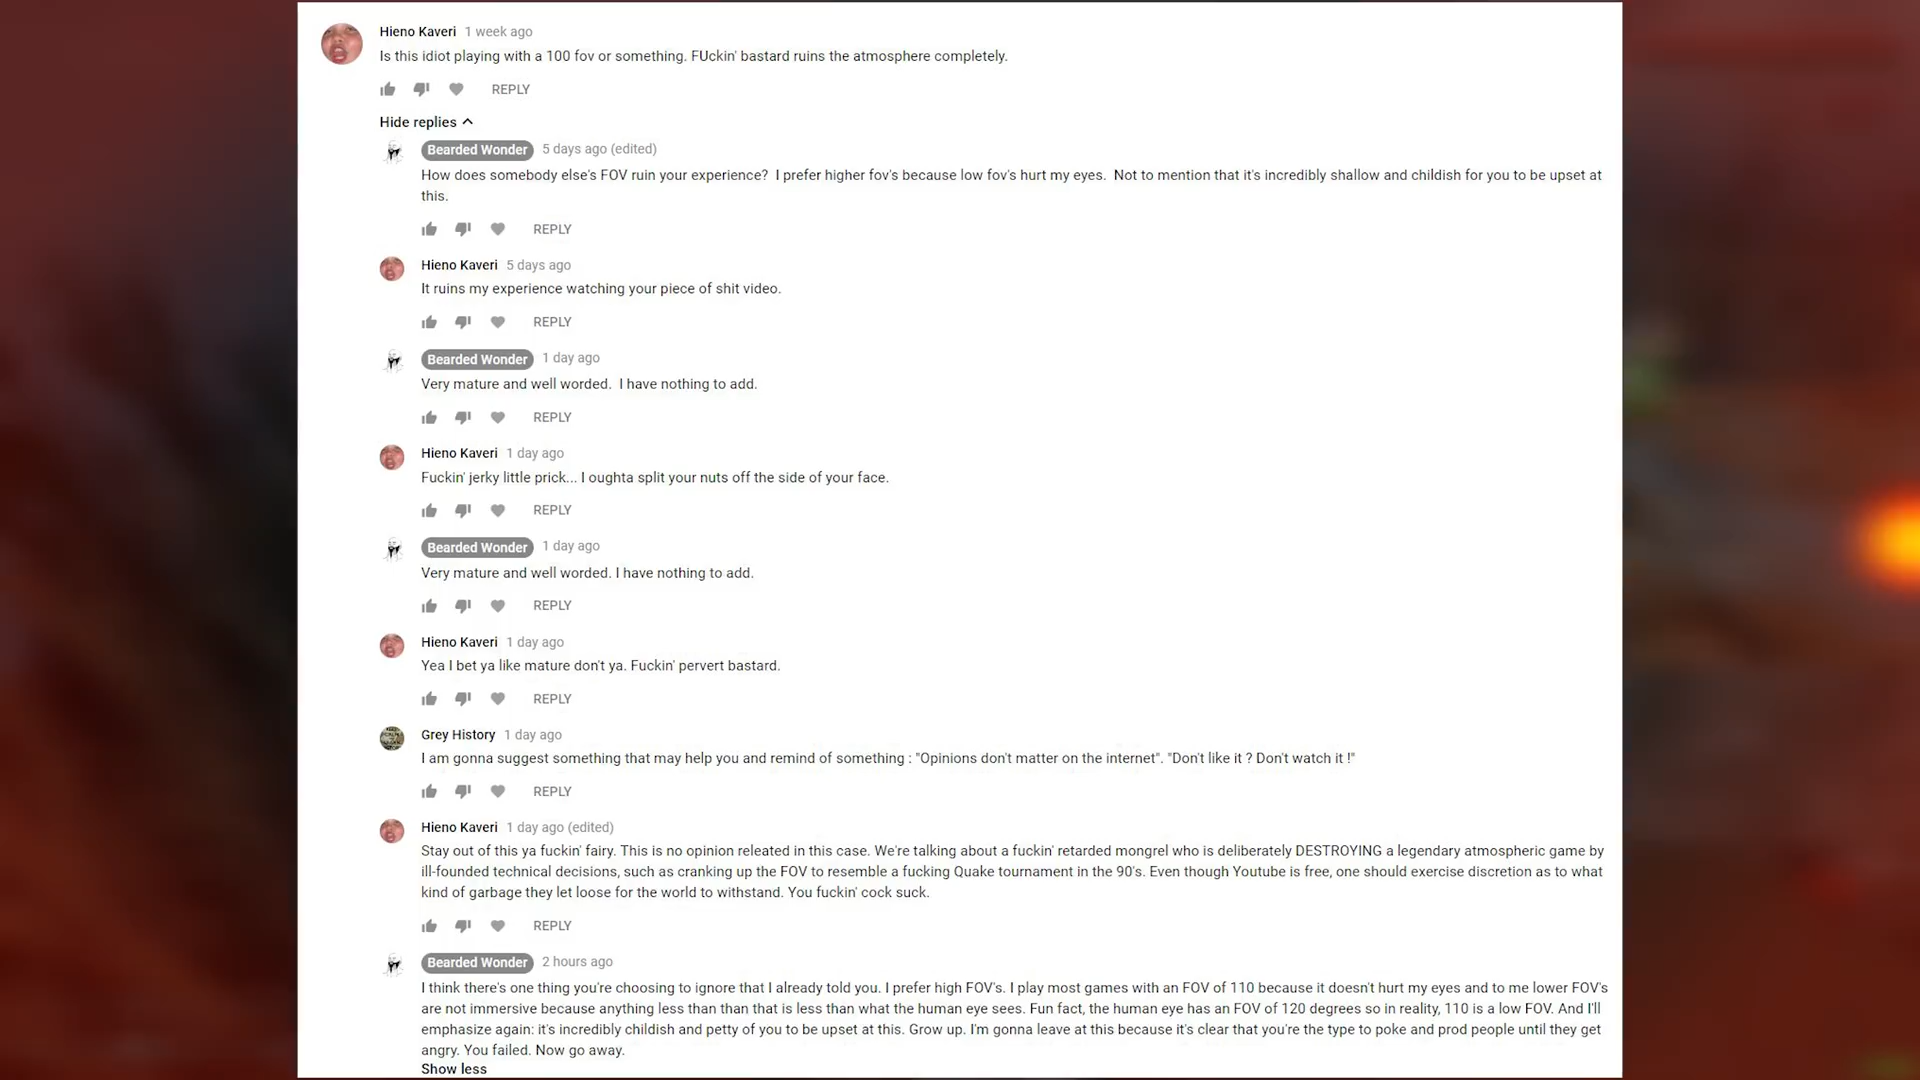 Hieno Kaveri 1 week ago
Is this idiot playing with a 100 fov or something. FUckin' bastard ruins the atmosphere completely.
REPLY
Hide replies
Bearded Wonder 5 days ago (edited)
How does somebody else's FOV ruin your experience?  I prefer higher fov's because low fov's hurt my eyes.  Not to mention that it's incredibly shallow and childish for you to be upset at
this.
REPLY
Hieno Kaveri 5 days ago
It ruins my experience watching your piece of shit video.
REPLY
Bearded Wonder 1 day ago
Very mature and well worded.  I have nothing to add.
REPLY
Hieno Kaveri 1 day ago
Fuckin' jerky little prick... I oughta split your nuts off the side of your face.
REPLY
Bearded Wonder 1 day ago
Very mature and well worded. I have nothing to add.
REPLY
Hieno Kaveri 1 day ago
Yea I bet ya like mature don't ya. Fuckin' pervert bastard.
REPLY
Grey History 1 day ago
I am gonna suggest something that may help you and remind of something : "Opinions don't matter on the internet". "Don't like it ? Don't watch it !"
REPLY
Hieno Kaveri 1 day ago (edited)
Stay out of this ya fuckin' fairy. This is no opinion releated in this case. We're talking about a fuckin' retarded mongrel who is deliberately DESTROYING a legendary atmospheric game by
ill-founded technical decisions, such as cranking up the FOV to resemble a fucking Quake tournament in the 90's. Even though Youtube is free, one should exercise discretion as to what
kind of garbage they let loose for the world to withstand. You fuckin' cock suck.
REPLY
Bearded Wonder 2 hours ago
I think there's one thing you're choosing to ignore that I already told you. I prefer high FOV's. I play most games with an FOV of 110 because it doesn't hurt my eyes and to me lower FOV's
are not immersive because anything less than than that is less than what the human eye sees. Fun fact, the human eye has an FOV of 120 degrees so in reality, 110 is a low FOV. And I'll
emphasize again: it's incredibly childish and petty of you to be upset at this. Grow up. I'm gonna leave at this because it's clear that you're the type to poke and prod people until they get
angry. You failed. Now go away.
Show less